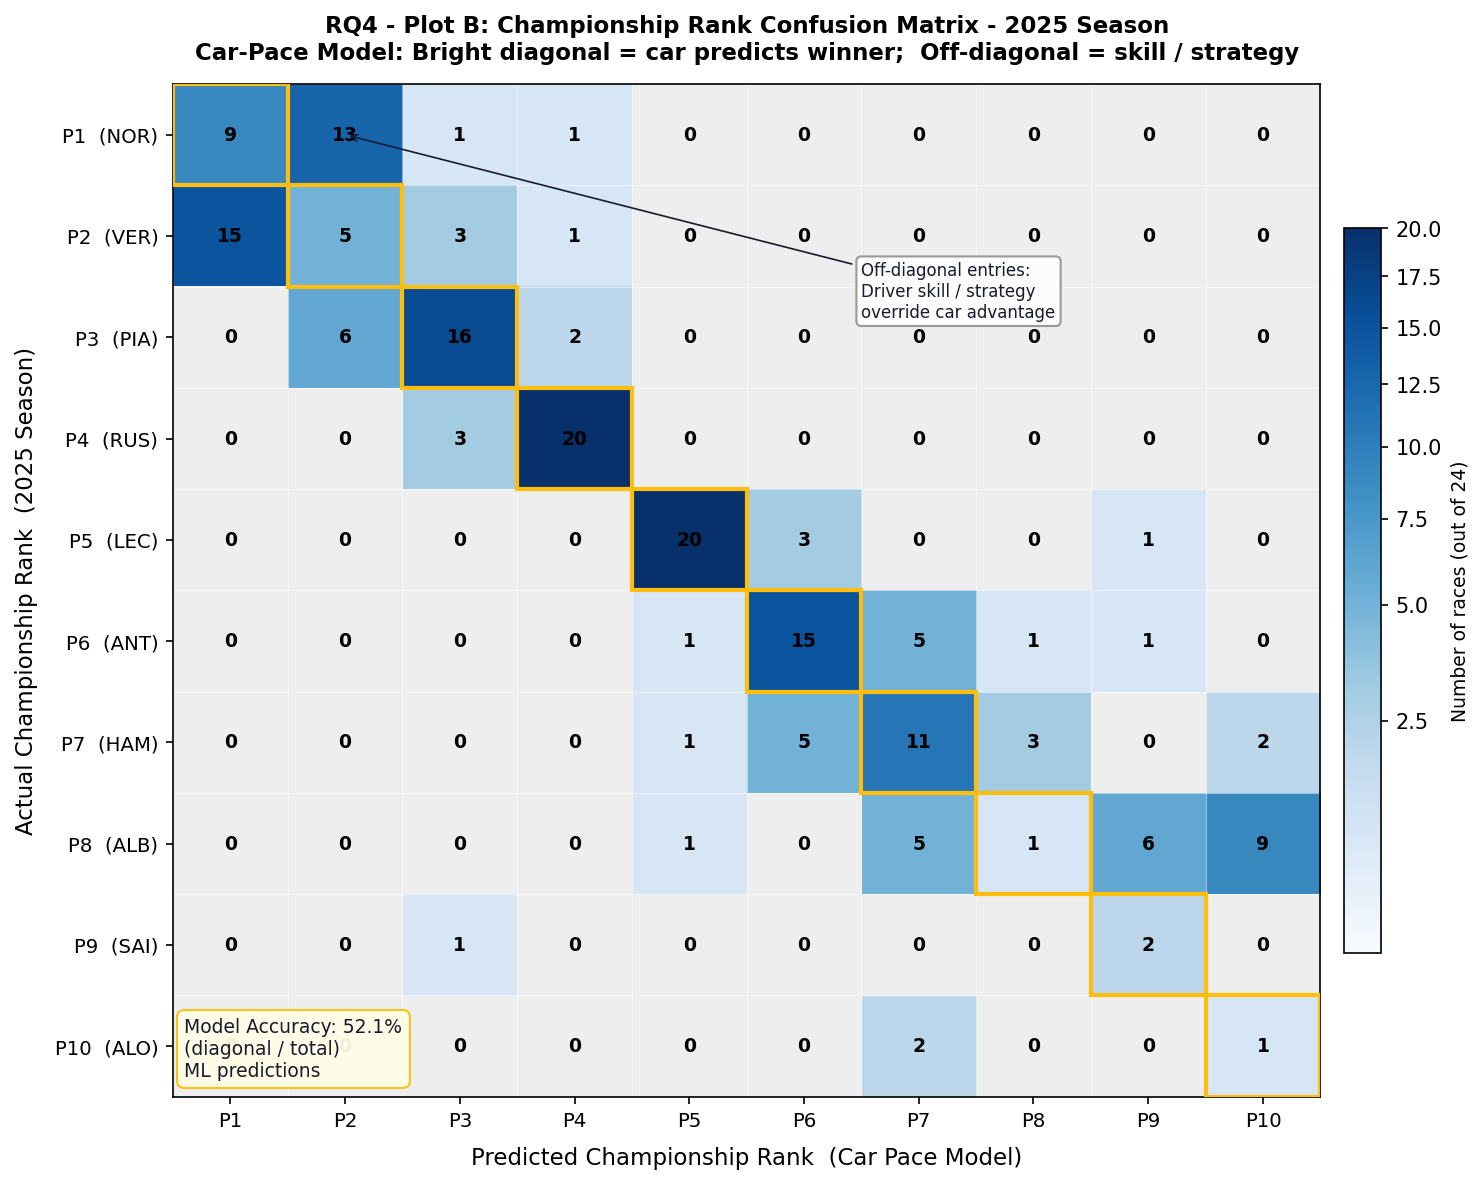 RQ4 - Plot B: Championship Rank Confusion Matrix - 2025 Season
Car-Pace Model: Bright diagonal = car predicts winner;  Off-diagonal = skill / strategy
Actual Championship Rank  (2025 Season)
P1  (NOR) 9 13 1 1 0 0 0 0 0 0
P2  (VER) 15 5 3 1 0 0 0 0 0 0
Off-diagonal entries:
Driver skill / strategy
override car advantage
P3  (PIA) 0 6 16 2 0 0 0 0 0 0
P4  (RUS) 0 0 3 20 0 0 0 0 0 0
P5  (LEC) 0 0 0 0 20 3 0 0 1 0
P6  (ANT) 0 0 0 0 1 15 5 1 1 0
P7  (HAM) 0 0 0 0 1 5 11 3 0 2
P8  (ALB) 0 0 0 0 1 0 5 1 6 9
P9  (SAI) 0 0 1 0 0 0 0 0 2 0
P10  (ALO) 0 0 0 0 0 0 2 0 0 1
Model Accuracy: 52.1%
(diagonal / total)
ML predictions
P1 P2 P3 P4 P5 P6 P7 P8 P9 P10
Predicted Championship Rank  (Car Pace Model)
20.0
17.5
15.0
12.5
10.0
7.5
5.0
2.5
Number of races (out of 24)